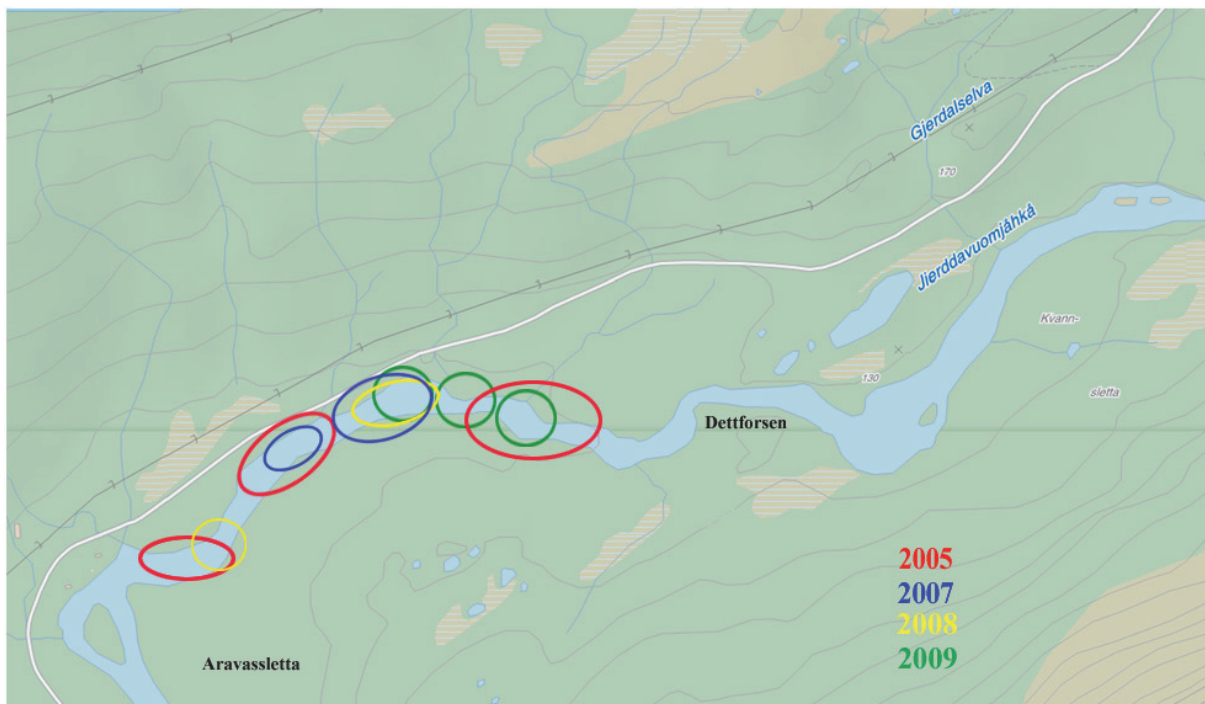 Gjerdalselva
170
Jierddavuomjåhkå
Kvann-
130
sletta
Dettforsen
2005
2007
2008
2009
Aravassletta